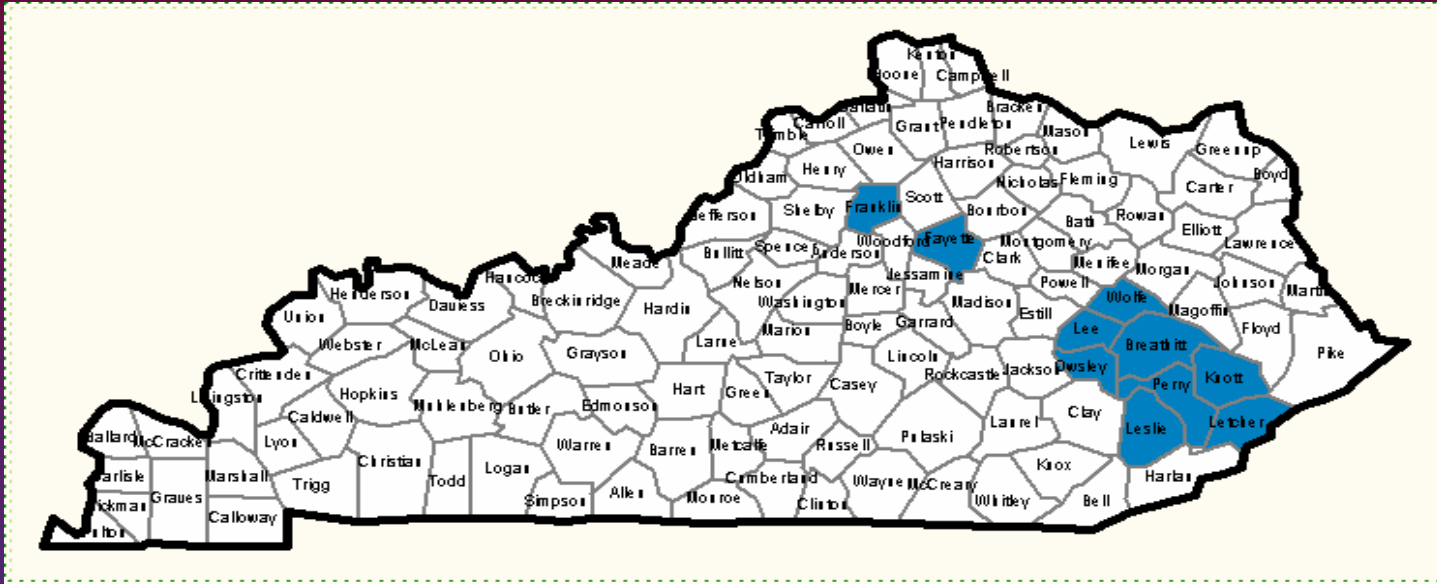 Kenton
Boone
Campbell
Gallatin
Carroll
Trimble
Grant
Pendleton
Bracken
Mason
Lewis
Greenup
Boyd
Owen
Robertson
Harrison
Henry
Oldham
Nicholas
Fleming
Carter
Franklin
Scott
Shelby
Jefferson
Bourbon
Bath
Rowan
Elliott
Lawrence
Woodford
Fayette
Montgomery
Spencer
Anderson
Bullitt
Clark
Menifee
Morgan
Meade
Jessamine
Hancock
Nelson
Mercer
Powell
Johnson
Martin
Henderson
Daviess
Breckinridge
Hardin
Washington
Madison
Estill
Wolfe
Magoffin
Union
Marion
Boyle
Garrard
Lee
Floyd
Webster
McLean
Ohio
Grayson
Larue
Lincoln
Breathitt
Pike
Crittenden
Taylor
Casey
Rockcastle
Jackson
Owsley
Perry
Knott
Livingston
Hopkins
Hart
Green
Caldwell
Muhlenberg
Butler
Edmonson
Clay
Laurel
Letcher
Ballard
McCracken
Lyon
Warren
Barren
Metcalfe
Adair
Russell
Pulaski
Leslie
Christian
Logan
Knox
Carlisle
Marshall
Trigg
Todd
Cumberland
Wayne
McCreary
Harlan
Hickman
Graves
Simpson
Allen
Monroe
Clinton
Whitley
Bell
Calloway
Fulton